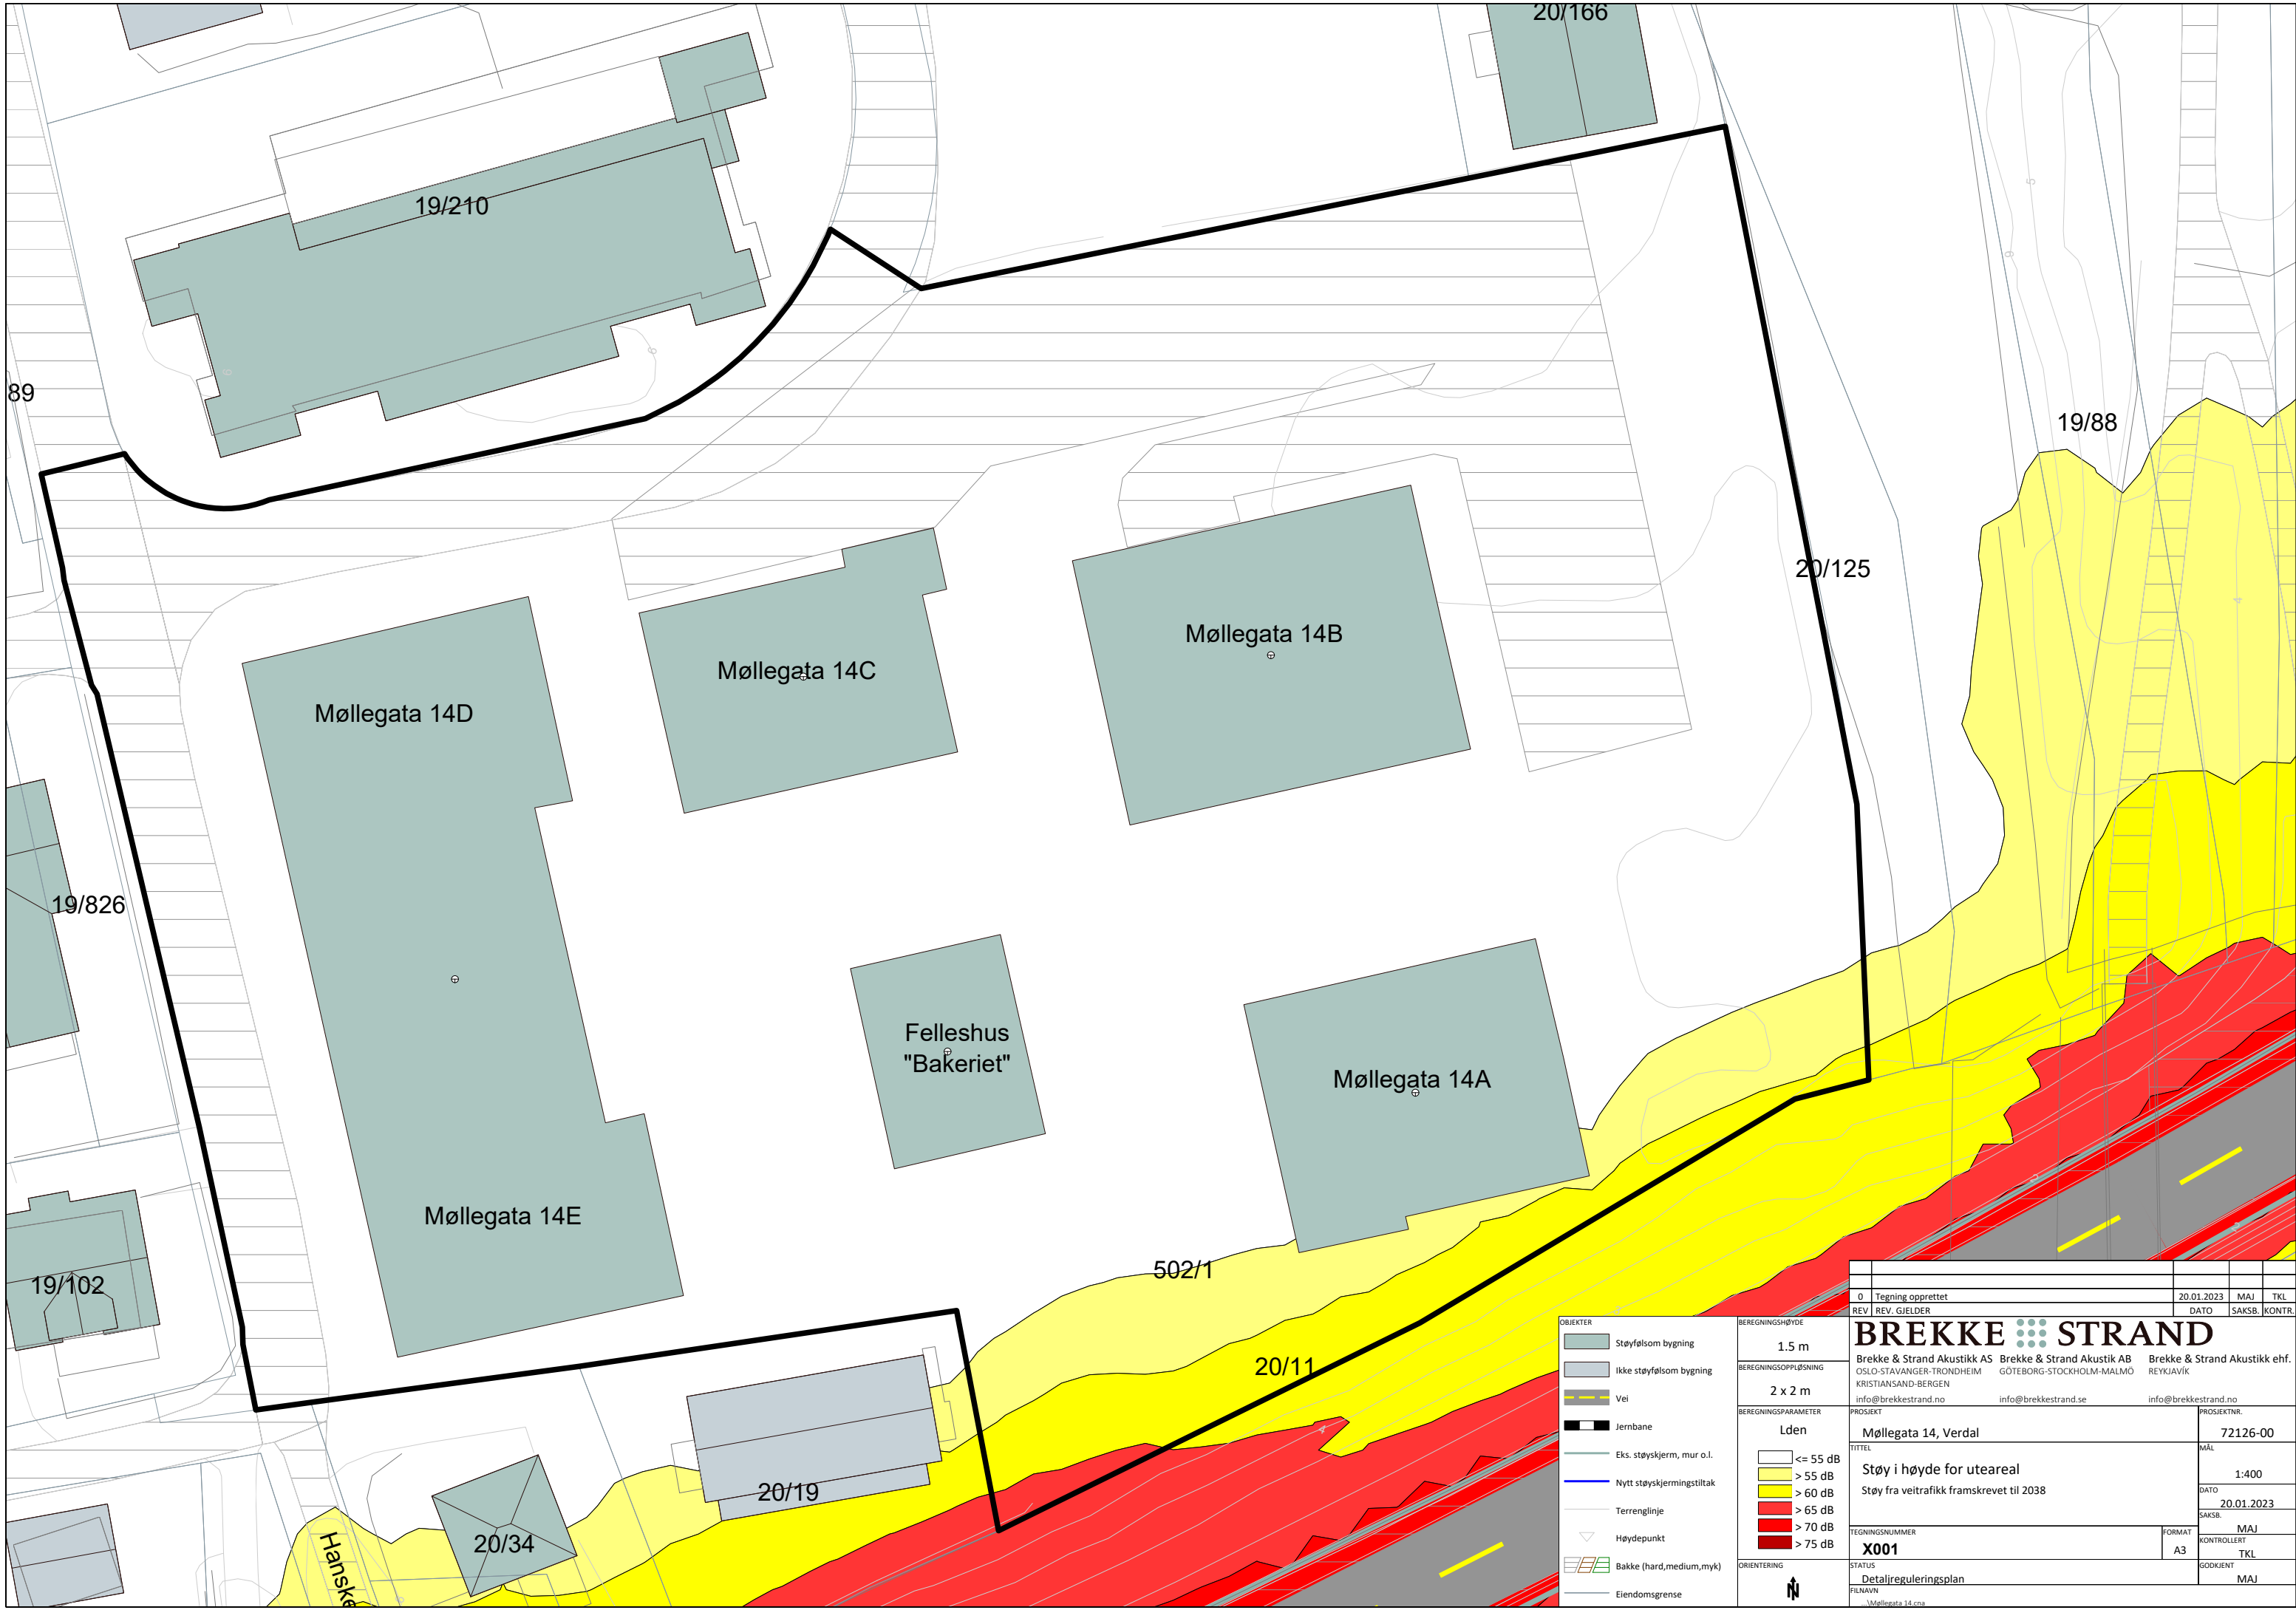 20/166
19/210
89
19/88
20/125
Møllegata 14B
Møllegata 14C
Møllegata 14D
19/826
Felleshus
"Bakeriet"
Møllegata 14A
Møllegata 14E
502/1
19/102
20/11
20/19
20/34
Hanske
0 Tegning opprettet 20.01.2023 MAJ TKL
REV REV. GJELDER DATO SAKSB. KONTR.
OBJEKTER
Støyfølsom bygning
Ikke støyfølsom bygning
Vei
Jernbane
Eks. støyskjerm, mur o.l.
Nytt støyskjermingstiltak
Terrenglinje
Høydepunkt
Bakke (hard,medium,myk)
Eiendomsgrense
BEREGNINGSHØYDE
1.5 m
BEREGNINGSOPPLØSNING
2 x 2 m
BEREGNINGSPARAMETER
Lden
<= 55 dB
> 55 dB
> 60 dB
> 65 dB
> 70 dB
> 75 dB
ORIENTERING
N
BREKKE STRAND
Brekke & Strand Akustikk AS Brekke & Strand Akustik AB Brekke & Strand Akustikk ehf.
OSLO-STAVANGER-TRONDHEIM GÖTEBORG-STOCKHOLM-MALMÖ REYKJAVÍK
KRISTIANSAND-BERGEN
info@brekkestrand.no info@brekkestrand.se info@brekkestrand.no
PROSJEKT
Møllegata 14, Verdal
PROSJEKTNR.
72126-00
TITTEL
Støy i høyde for uteareal
Støy fra veitrafikk framskrevet til 2038
MÅL
1:400
DATO
20.01.2023
SAKSB.
MAJ
TEGNINGSNUMMER
X001
FORMAT
A3
KONTROLLERT
TKL
STATUS
Detaljreguleringsplan
GODKJENT
MAJ
FILNAVN
...\Møllegata 14.cna